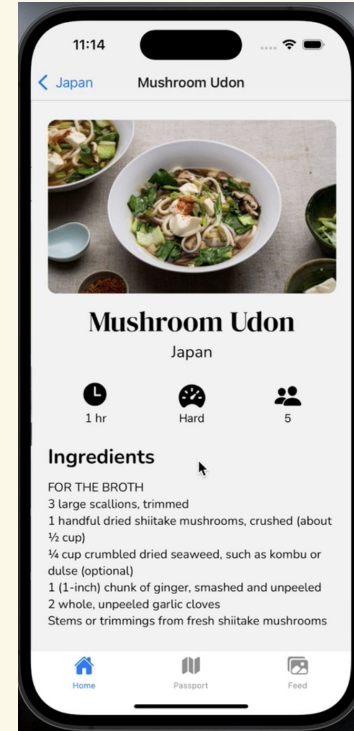 11:14
Japan
Mushroom Udon
Mushroom Udon
Japan
1 hr
Hard
5
Ingredients
FOR THE BROTH
3 large scallions, trimmed
1 handful dried shiitake mushrooms, crushed (about
½ cup)
¼ cup crumbled dried seaweed, such as kombu or
dulse (optional)
1 (1-inch) chunk of ginger, smashed and unpeeled
2 whole, unpeeled garlic cloves
Stems or trimmings from fresh shiitake mushrooms
Home
Passport
Feed